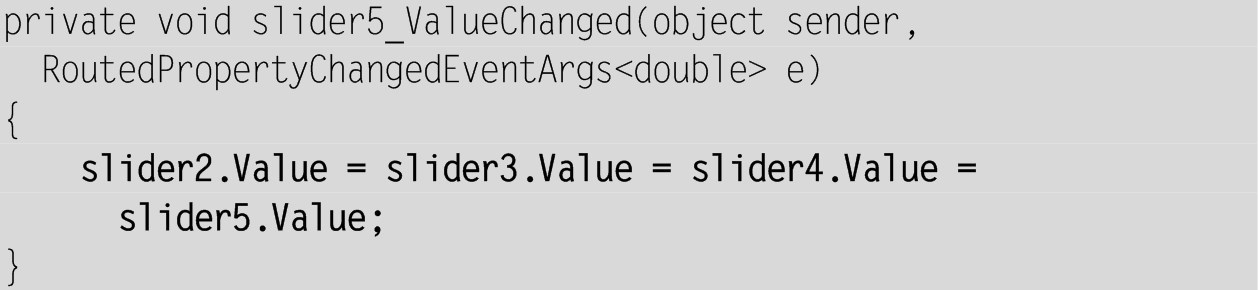 private void slider5_ValueChanged(object sender,
  RoutedPropertyChangedEventArgs<double> e)
{
    slider2.Value = slider3.Value = slider4.Value =
      slider5.Value;
}